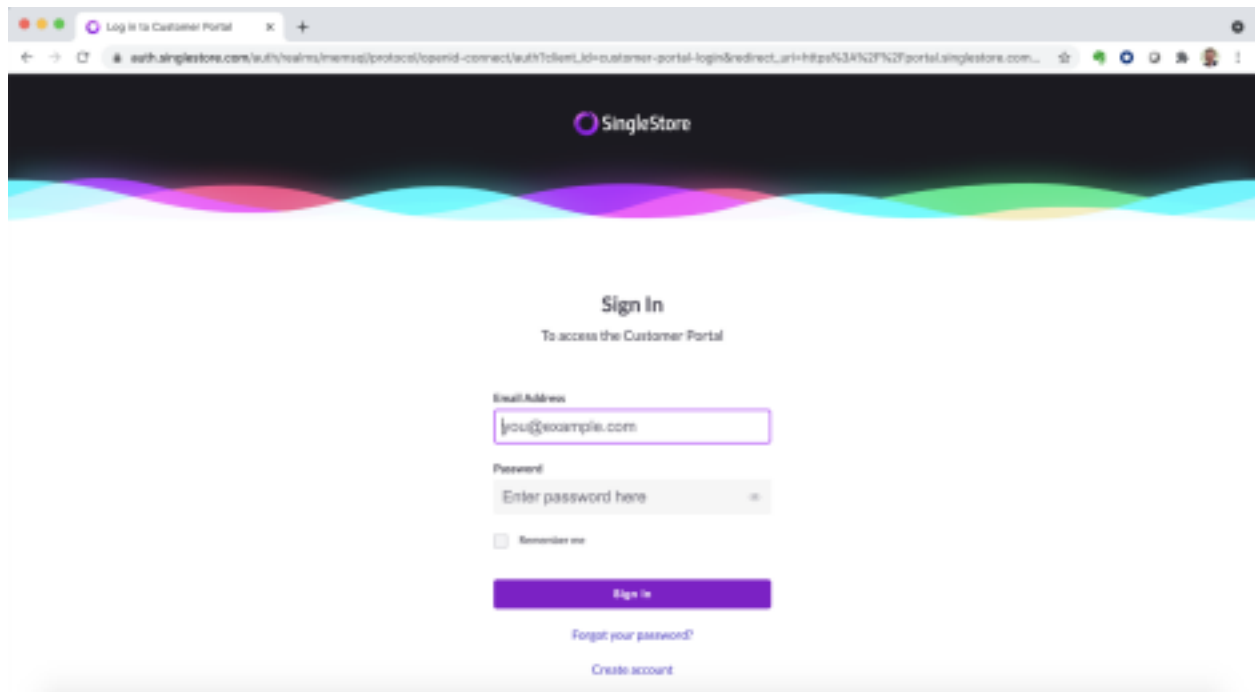 Log in to Customer Portal
auth.singlestore.com/auth/realms/memsql/protocol/openid-connect/auth?client_id=customer-portal-login&redirect_uri=https%3A%2F%2Fportal.singlestore.com...
SingleStore
Sign In
To access the Customer Portal
Email Address
you@example.com
Password
Enter password here
Remember me
Sign In
Forgot your password?
Create account